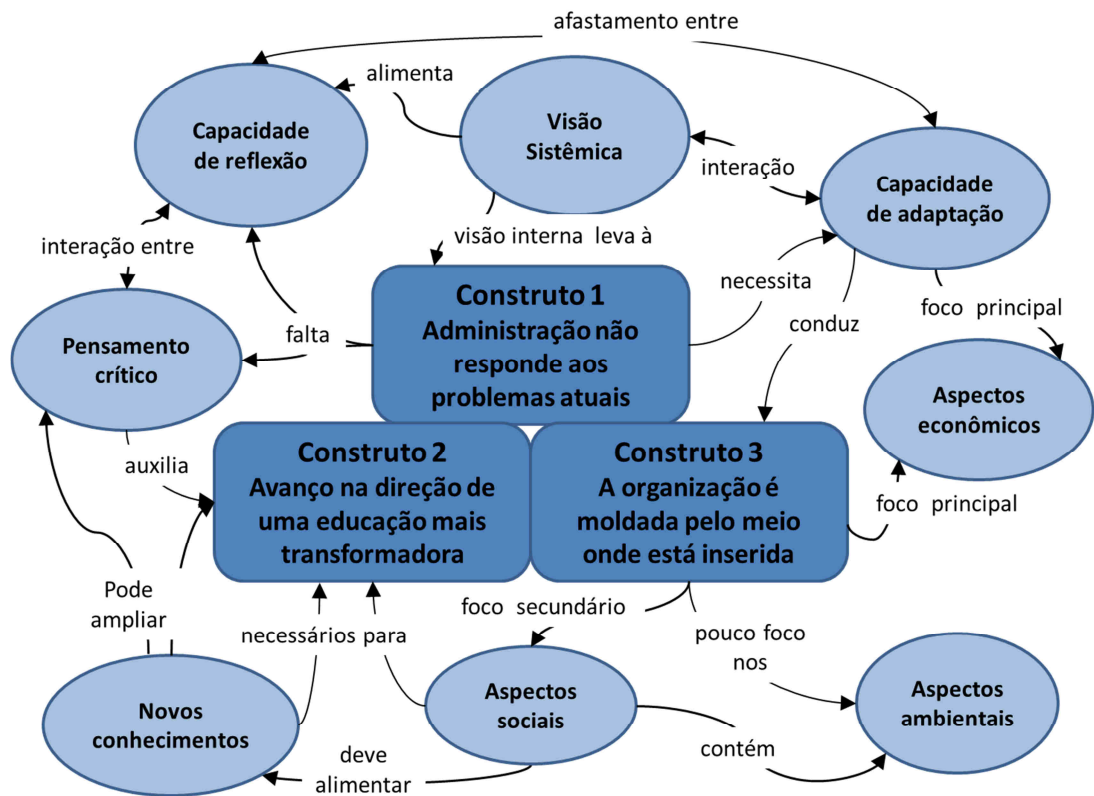 afastamento entre
alimenta
Capacidade
de reflexão
Visão
Sistêmica
interação
Capacidade
de adaptação
interação entre
visão interna leva à
necessita
Construto 1
Administração não
responde aos
problemas atuais
falta
conduz
foco principal
Pensamento
crítico
Aspectos
econômicos
auxilia
Construto 2
Avanço na direção de
uma educação mais
transformadora
Construto 3
A organização é
moldada pelo meio
onde está inserida
foco principal
Pode
ampliar
necessários para
foco secundário
pouco foco
nos
Novos
conhecimentos
Aspectos
sociais
Aspectos
ambientais
deve
alimentar
contém